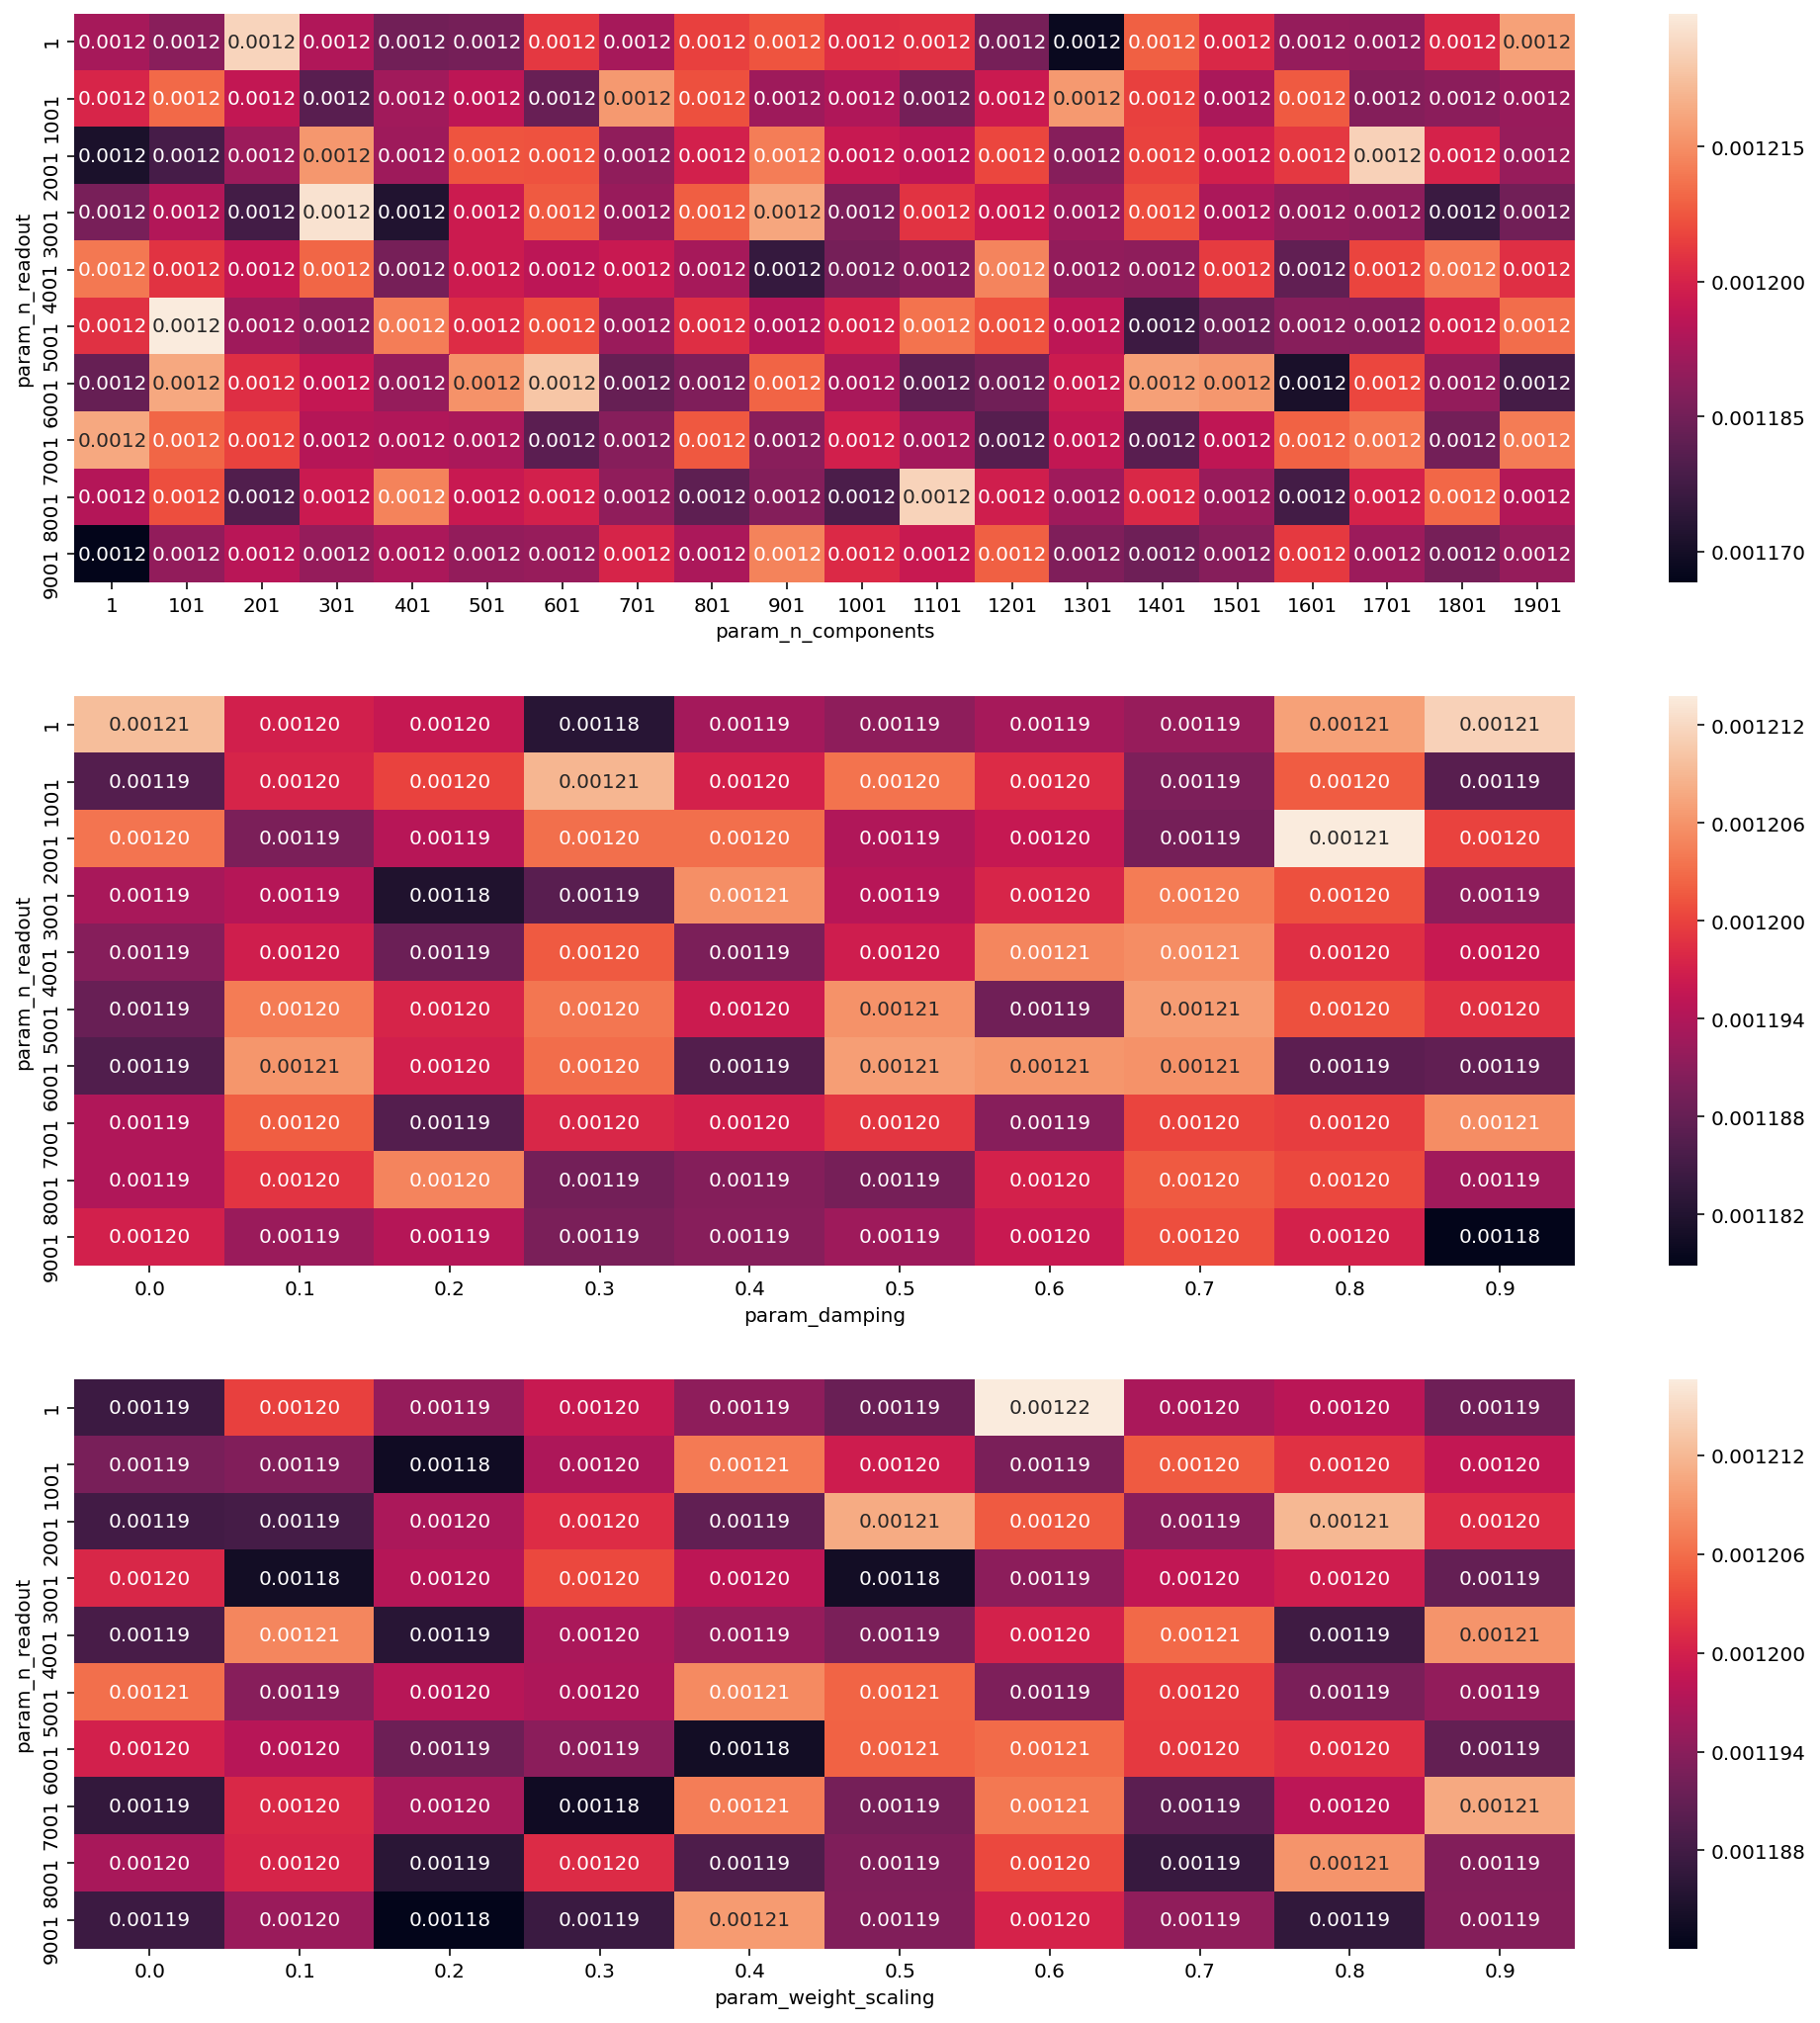 1 0.0012 0.0012 0.0012 0.0012 0.0012 0.0012 0.0012 0.0012 0.0012 0.0012 0.0012 0.0012 0.0012 0.0012 0.0012 0.0012 0.0012 0.0012 0.0012 0.0012
1001 0.0012 0.0012 0.0012 0.0012 0.0012 0.0012 0.0012 0.0012 0.0012 0.0012 0.0012 0.0012 0.0012 0.0012 0.0012 0.0012 0.0012 0.0012 0.0012 0.0012
2001 0.0012 0.0012 0.0012 0.0012 0.0012 0.0012 0.0012 0.0012 0.0012 0.0012 0.0012 0.0012 0.0012 0.0012 0.0012 0.0012 0.0012 0.0012 0.0012 0.0012
3001 0.0012 0.0012 0.0012 0.0012 0.0012 0.0012 0.0012 0.0012 0.0012 0.0012 0.0012 0.0012 0.0012 0.0012 0.0012 0.0012 0.0012 0.0012 0.0012 0.0012
4001 0.0012 0.0012 0.0012 0.0012 0.0012 0.0012 0.0012 0.0012 0.0012 0.0012 0.0012 0.0012 0.0012 0.0012 0.0012 0.0012 0.0012 0.0012 0.0012 0.0012
5001 0.0012 0.0012 0.0012 0.0012 0.0012 0.0012 0.0012 0.0012 0.0012 0.0012 0.0012 0.0012 0.0012 0.0012 0.0012 0.0012 0.0012 0.0012 0.0012 0.0012
6001 0.0012 0.0012 0.0012 0.0012 0.0012 0.0012 0.0012 0.0012 0.0012 0.0012 0.0012 0.0012 0.0012 0.0012 0.0012 0.0012 0.0012 0.0012 0.0012 0.0012
7001 0.0012 0.0012 0.0012 0.0012 0.0012 0.0012 0.0012 0.0012 0.0012 0.0012 0.0012 0.0012 0.0012 0.0012 0.0012 0.0012 0.0012 0.0012 0.0012 0.0012
8001 0.0012 0.0012 0.0012 0.0012 0.0012 0.0012 0.0012 0.0012 0.0012 0.0012 0.0012 0.0012 0.0012 0.0012 0.0012 0.0012 0.0012 0.0012 0.0012 0.0012
9001 0.0012 0.0012 0.0012 0.0012 0.0012 0.0012 0.0012 0.0012 0.0012 0.0012 0.0012 0.0012 0.0012 0.0012 0.0012 0.0012 0.0012 0.0012 0.0012 0.0012
param_n_readout
1 101 201 301 401 501 601 701 801 901 1001 1101 1201 1301 1401 1501 1601 1701 1801 1901
param_n_components
0.001215
0.001200
0.001185
0.001170
1 0.00121 0.00120 0.00120 0.00118 0.00119 0.00119 0.00119 0.00119 0.00121 0.00121
1001 0.00119 0.00120 0.00120 0.00121 0.00120 0.00120 0.00120 0.00119 0.00120 0.00119
2001 0.00120 0.00119 0.00119 0.00120 0.00120 0.00119 0.00120 0.00119 0.00121 0.00120
3001 0.00119 0.00119 0.00118 0.00119 0.00121 0.00119 0.00120 0.00120 0.00120 0.00119
4001 0.00119 0.00120 0.00119 0.00120 0.00119 0.00120 0.00121 0.00121 0.00120 0.00120
5001 0.00119 0.00120 0.00120 0.00120 0.00120 0.00121 0.00119 0.00121 0.00120 0.00120
6001 0.00119 0.00121 0.00120 0.00120 0.00119 0.00121 0.00121 0.00121 0.00119 0.00119
7001 0.00119 0.00120 0.00119 0.00120 0.00120 0.00120 0.00119 0.00120 0.00120 0.00121
8001 0.00119 0.00120 0.00120 0.00119 0.00119 0.00119 0.00120 0.00120 0.00120 0.00119
9001 0.00120 0.00119 0.00119 0.00119 0.00119 0.00119 0.00120 0.00120 0.00120 0.00118
param_n_readout
0.0 0.1 0.2 0.3 0.4 0.5 0.6 0.7 0.8 0.9
param_damping
0.001212
0.001206
0.001200
0.001194
0.001188
0.001182
1 0.00119 0.00120 0.00119 0.00120 0.00119 0.00119 0.00122 0.00120 0.00120 0.00119
1001 0.00119 0.00119 0.00118 0.00120 0.00121 0.00120 0.00119 0.00120 0.00120 0.00120
2001 0.00119 0.00119 0.00120 0.00120 0.00119 0.00121 0.00120 0.00119 0.00121 0.00120
3001 0.00120 0.00118 0.00120 0.00120 0.00120 0.00118 0.00119 0.00120 0.00120 0.00119
4001 0.00119 0.00121 0.00119 0.00120 0.00119 0.00119 0.00120 0.00121 0.00119 0.00121
5001 0.00121 0.00119 0.00120 0.00120 0.00121 0.00121 0.00119 0.00120 0.00119 0.00119
6001 0.00120 0.00120 0.00119 0.00119 0.00118 0.00121 0.00121 0.00120 0.00120 0.00119
7001 0.00119 0.00120 0.00120 0.00118 0.00121 0.00119 0.00121 0.00119 0.00120 0.00121
8001 0.00120 0.00120 0.00119 0.00120 0.00119 0.00119 0.00120 0.00119 0.00121 0.00119
9001 0.00119 0.00120 0.00118 0.00119 0.00121 0.00119 0.00120 0.00119 0.00119 0.00119
param_n_readout
0.0 0.1 0.2 0.3 0.4 0.5 0.6 0.7 0.8 0.9
param_weight_scaling
0.001212
0.001206
0.001200
0.001194
0.001188